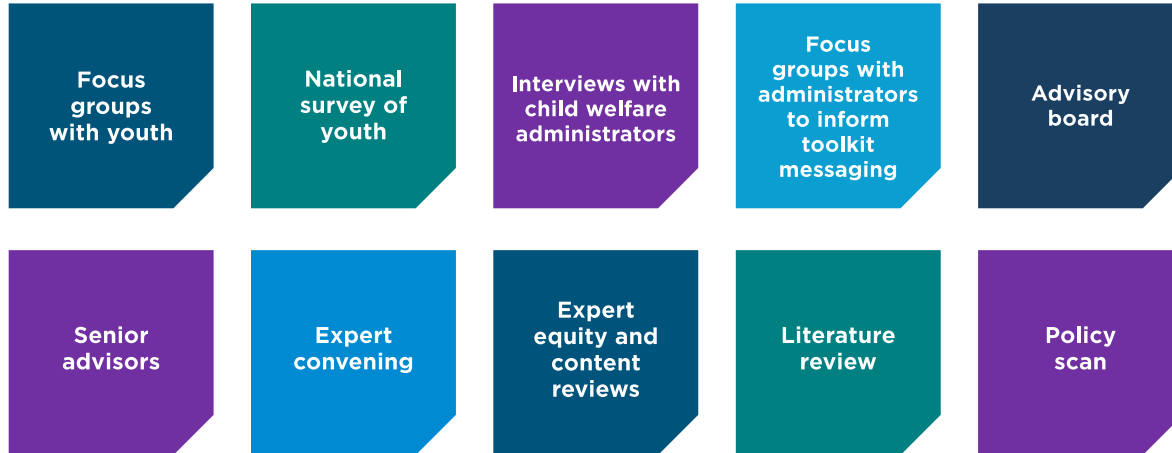 Focus
groups
with youth
National
survey of
youth
Interviews with
child welfare
administrators
Focus
groups with
administrators
to inform
toolkit
messaging
Advisory
board
Senior
advisors
Expert
convening
Expert
equity and
content
reviews
Literature
review
Policy
scan